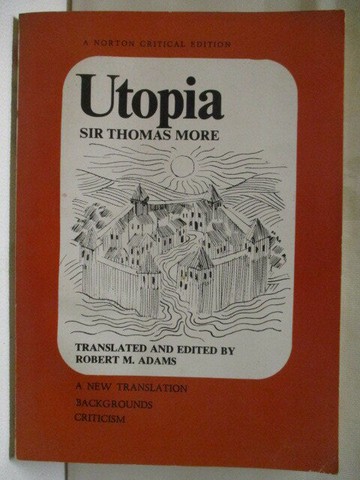 A NORTON CRITICAL EDITION
Utopia
SIR THOMAS MORE
TRANSLATED AND EDITED BY
ROBERT M. ADAMS
A NEW TRANSLATION
BACKGROUNDS
CRITICISM